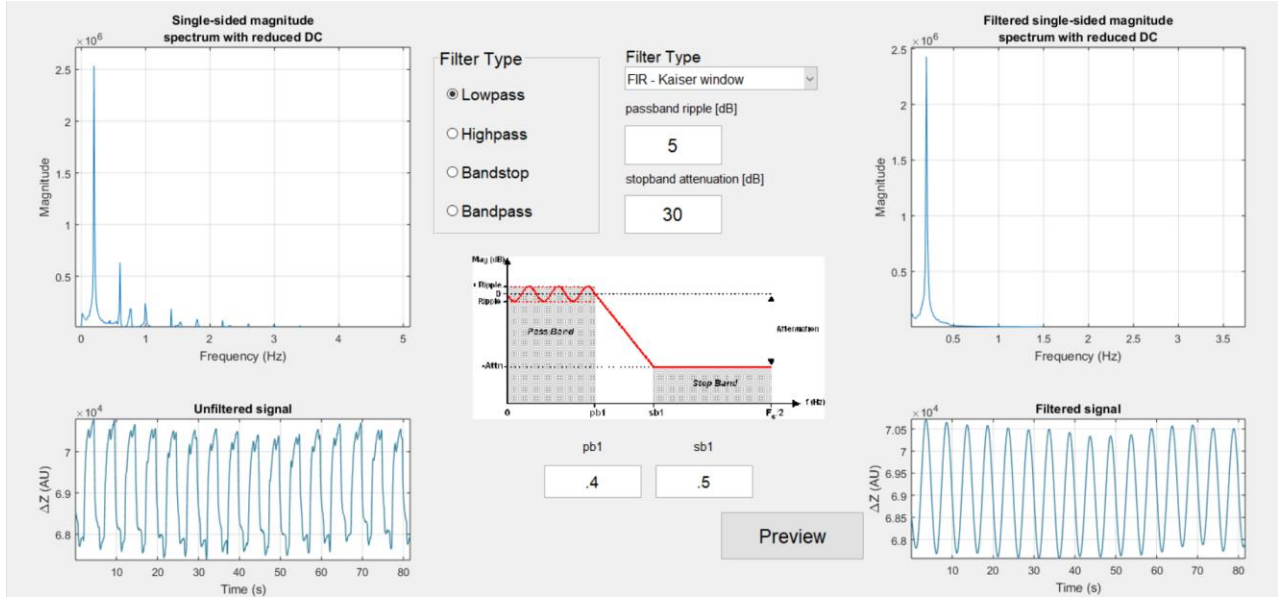 Single-sided magnitude
spectrum with reduced DC
×10⁶
2.5
2
1.5
1
0.5
Magnitude
0 1 2 3 4 5
Frequency (Hz)
Filter Type
Lowpass
Highpass
Bandstop
Bandpass
Filter Type
FIR - Kaiser window
passband ripple [dB]
5
stopband attenuation [dB]
30
Filtered single-sided magnitude
spectrum with reduced DC
2.5 ×10⁶
2
1.5
1
0.5
Magnitude
0.5 1 1.5 2 2.5 3 3.5
Frequency (Hz)
Mag (dB)
Ripple
0
Ripple
Pass Band
Attenuation
-Attn
Stop Band
0 pb1 sb1
f (Hz)
pb1 sb1
.4 .5
Preview
Unfiltered signal
×10⁴
7
6.9
6.8
ΔZ (AU)
10 20 30 40 50 60 70 80
Time (s)
Filtered signal
×10⁴
7.05
7
6.95
6.9
6.85
6.8
ΔZ (AU)
10 20 30 40 50 60 70 80
Time (s)